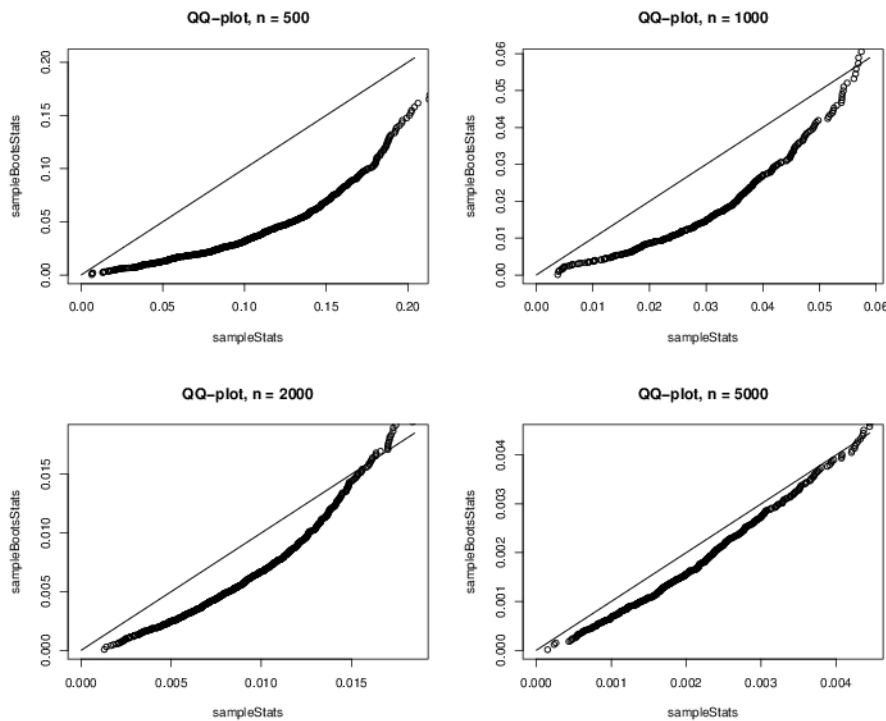 QQ-plot, n = 500
sampleBootsStats
0.00 0.05 0.10 0.15 0.20
0.00 0.05 0.10 0.15 0.20
sampleStats
QQ-plot, n = 1000
sampleBootsStats
0.00 0.01 0.02 0.03 0.04 0.05 0.06
0.00 0.01 0.02 0.03 0.04 0.05 0.06
sampleStats
QQ-plot, n = 2000
sampleBootsStats
0.000 0.005 0.010 0.015
0.000 0.005 0.010 0.015
sampleStats
QQ-plot, n = 5000
sampleBootsStats
0.000 0.001 0.002 0.003 0.004
0.000 0.001 0.002 0.003 0.004
sampleStats